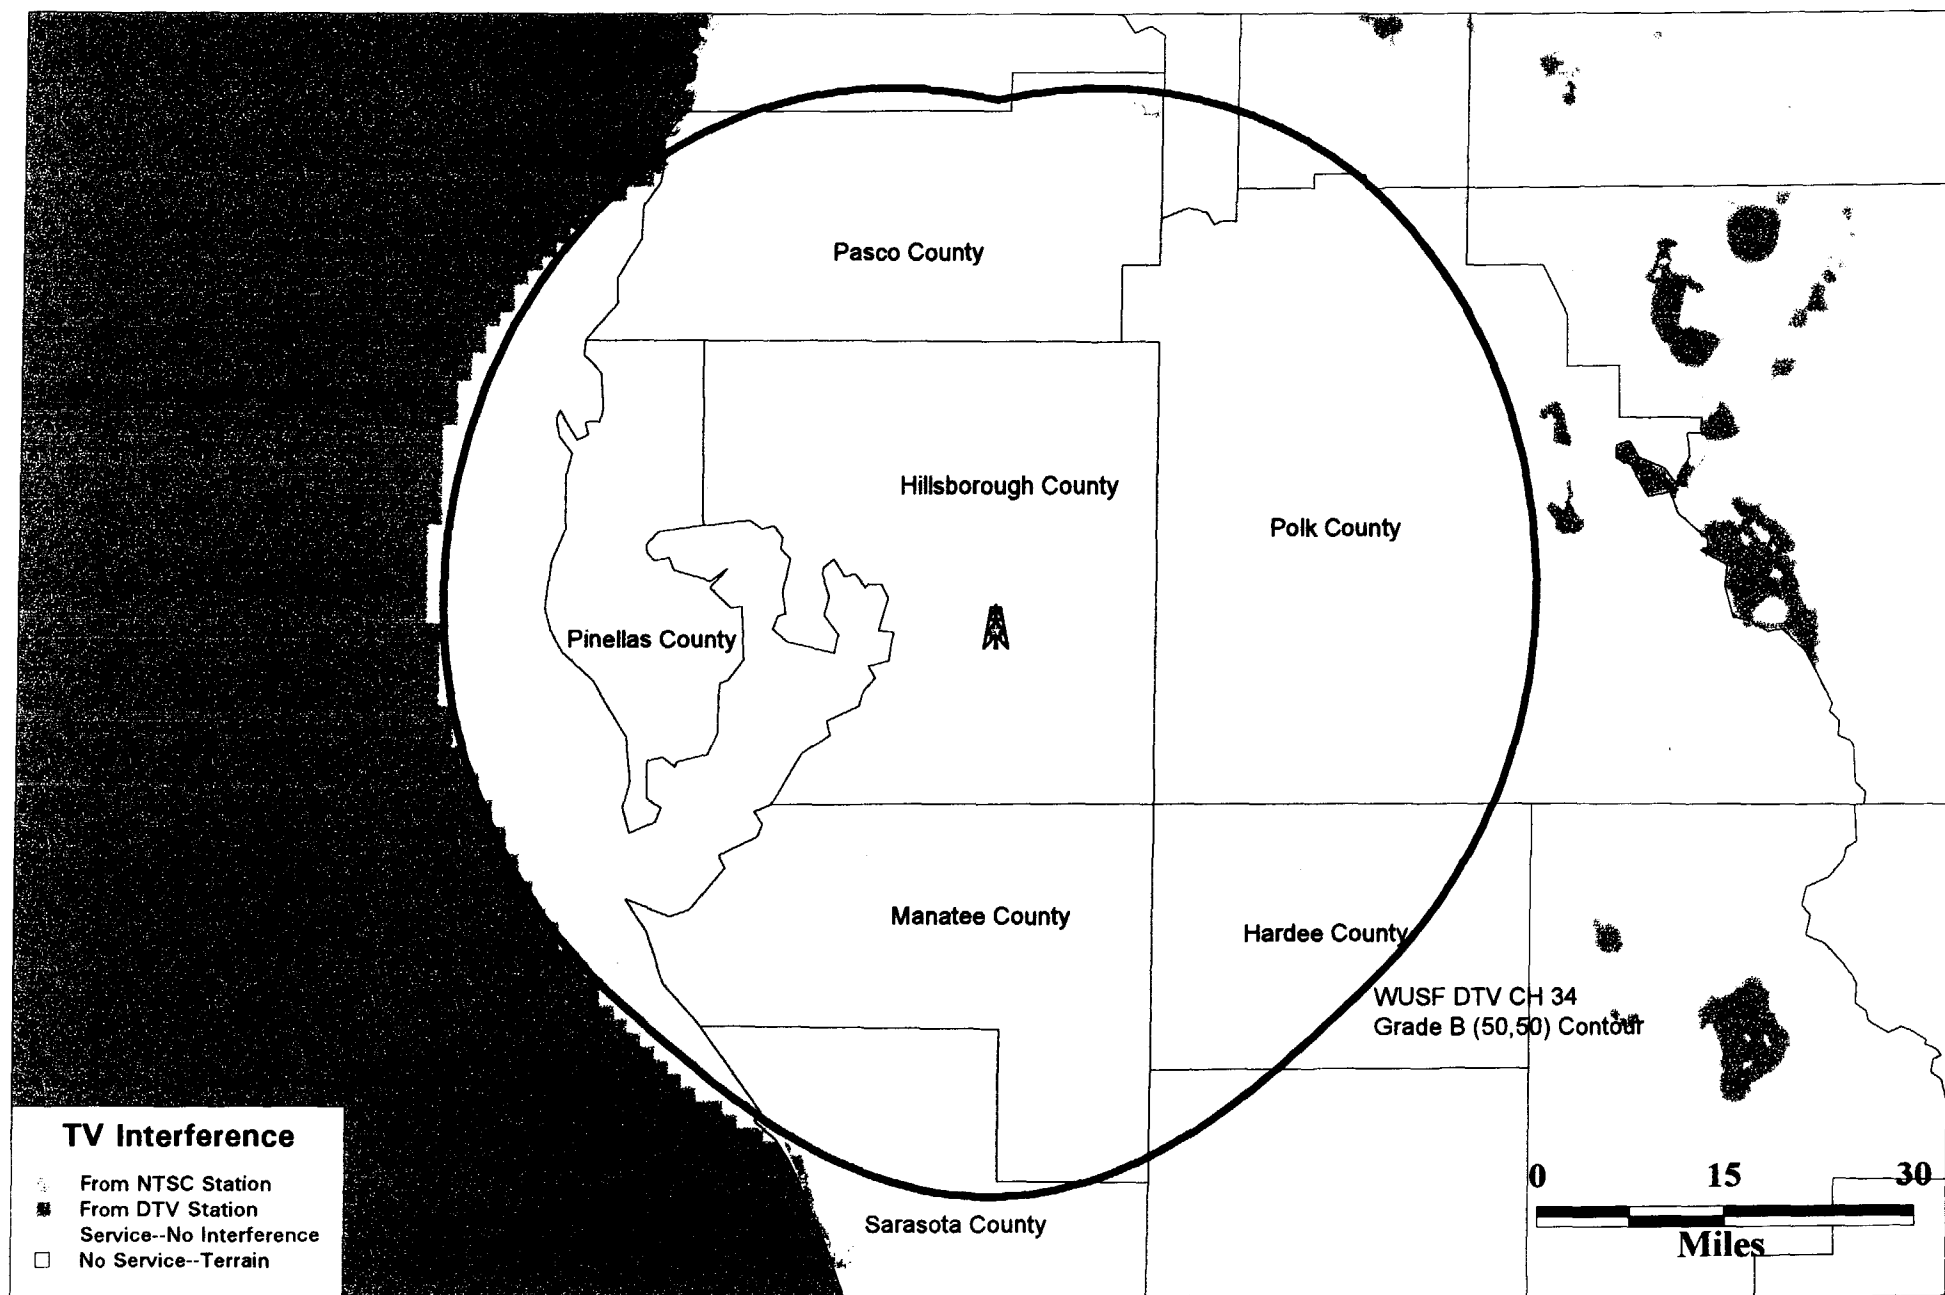 Pasco County
Hillsborough County
Polk County
Pinellas County
Manatee County
Hardee County
WUSF DTV CH 34
Grade B (50,50) Contour
Sarasota County
TV Interference
From NTSC Station
From DTV Station
Service--No Interference
No Service--Terrain
0 15 30
Miles